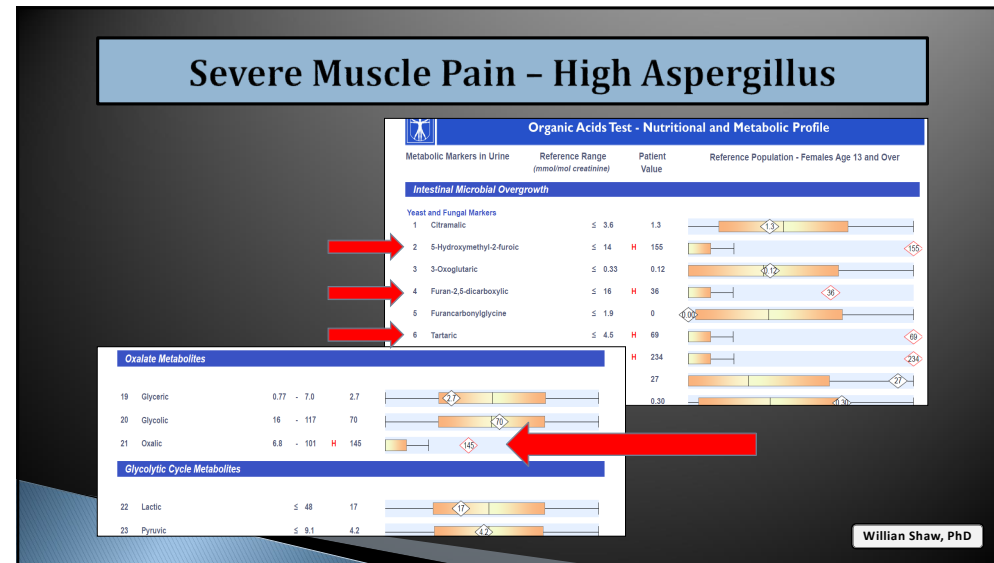 Severe Muscle Pain – High Aspergillus
Organic Acids Test - Nutritional and Metabolic Profile
Metabolic Markers in Urine Reference Range Patient Reference Population - Females Age 13 and Over
(mmol/mol creatinine) Value
Intestinal Microbial Overgrowth
Yeast and Fungal Markers
1 Citramalic ≤ 3.6 1.3 1.3
2 5-Hydroxymethyl-2-furoic ≤ 14 H 155 155
3 3-Oxoglutaric ≤ 0.33 0.12 0.12
4 Furan-2,5-dicarboxylic ≤ 16 H 36 36
5 Furancarbonylglycine ≤ 1.9 0 0.00
6 Tartaric ≤ 4.5 H 69 69
H 234 234
27 27
0.30 0.30
Oxalate Metabolites
19 Glyceric 0.77 - 7.0 2.7 2.7
20 Glycolic 16 - 117 70 70
21 Oxalic 6.8 - 101 H 145 145
Glycolytic Cycle Metabolites
22 Lactic ≤ 48 17 17
23 Pyruvic ≤ 9.1 4.2 4.2
Willian Shaw, PhD